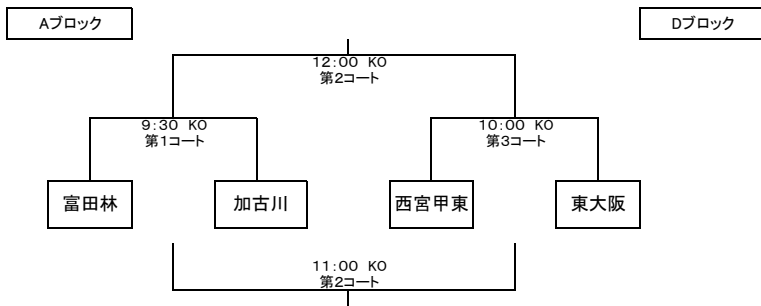 Aブロック
Dブロック
12:00 KO
第2コート
9:30 KO
第1コート
10:00 KO
第3コート
富田林
加古川
西宮甲東
東大阪
11:00 KO
第2コート